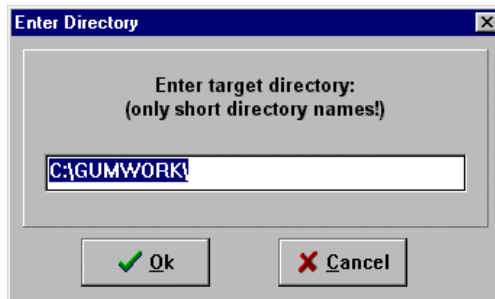 Enter Directory
Enter target directory:
(only short directory names!)
C:\GUMWORK\
Ok
Cancel